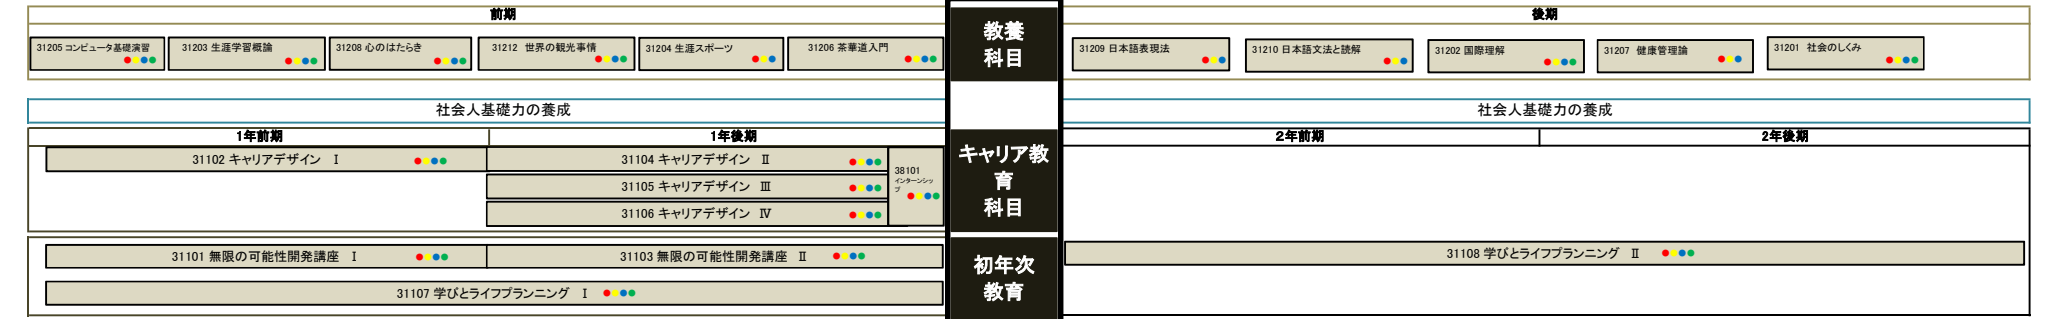 前期
教養
科目
後期
31205 コンピュータ基礎演習
31203 生涯学習概論
31208 心のはたらき
31212 世界の観光事情
31204 生涯スポーツ
31206 茶華道入門
31209 日本語表現法
31210 日本語文法と読解
31202 国際理解
31207 健康管理論
31201 社会のしくみ
社会人基礎力の養成
社会人基礎力の養成
1年前期
1年後期
キャリア教
育
科目
2年前期
2年後期
31102 キャリアデザイン Ⅰ
31104 キャリアデザイン Ⅱ
31105 キャリアデザイン Ⅲ
31106 キャリアデザイン Ⅳ
38101
インターンシッ
プ
31101 無限の可能性開発講座 Ⅰ
31103 無限の可能性開発講座 Ⅱ
31107 学びとライフプランニング Ⅰ
初年次
教育
31108 学びとライフプランニング Ⅱ